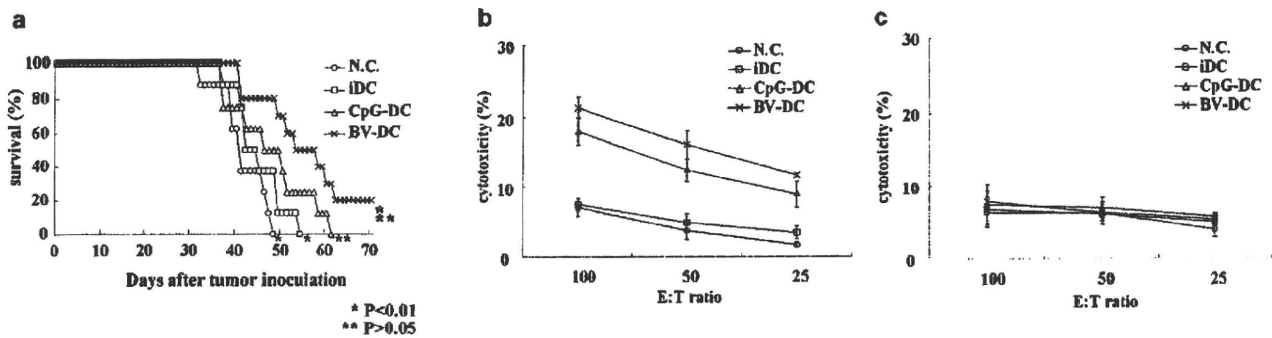 a
100
80
60
40
20
0
survival (%)
N.C.
iDC
CpG-DC
BV-DC
*
**
* * **
0 10 20 30 40 50 60 70
Days after tumor inoculation
* P<0.01
** P>0.05
b
30
20
10
0
cytotoxicity (%)
N.C.
iDC
CpG-DC
BV-DC
100 50 25
E:T ratio
c
30
20
10
0
cytotoxicity (%)
N.C.
iDC
CpG-DC
BV-DC
100 50 25
E:T ratio